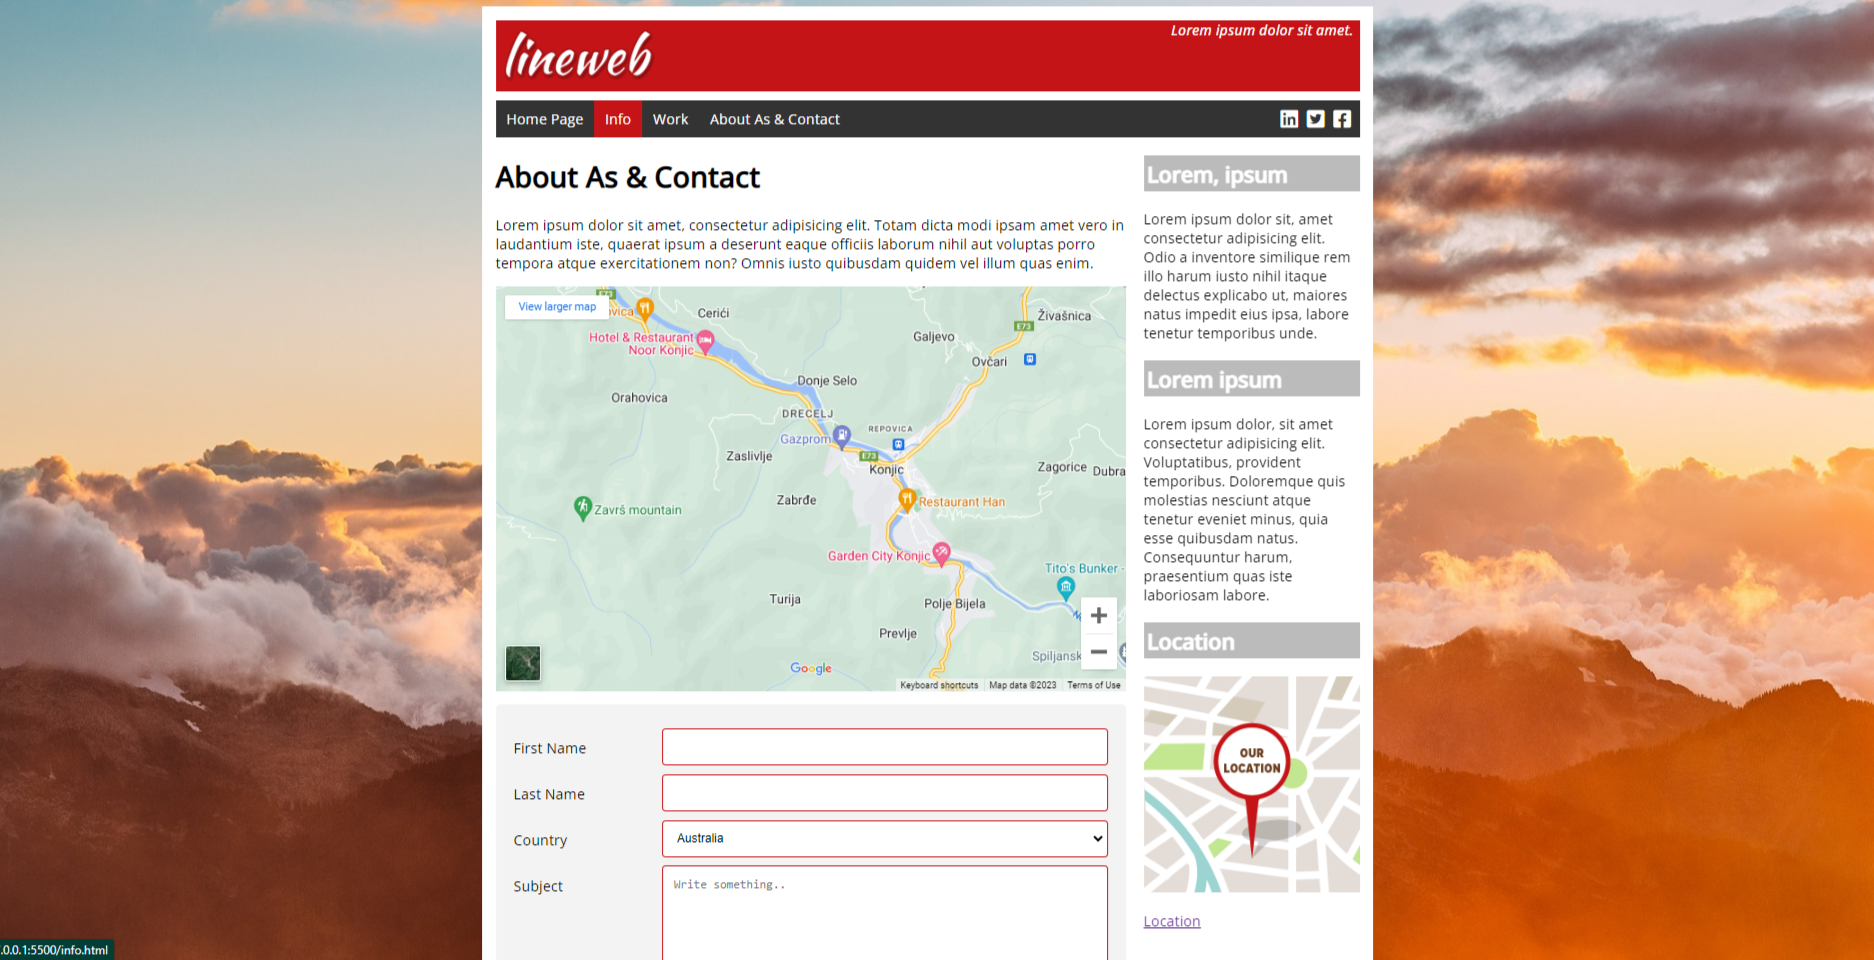 Lorem ipsum dolor sit amet.
lineweb
Home Page Info Work About As & Contact
About As & Contact
Lorem ipsum dolor sit amet, consectetur adipisicing elit. Totam dicta modi ipsam amet vero in
laudantium iste, quaerat ipsum a deserunt eaque officiis laborum nihil aut voluptas porro
tempora atque exercitationem non? Omnis iusto quibusdam quidem vel illum quas enim.
View larger map
E73
ovica
Cerići
Živašnica
E73
Hotel & Restaurant
Noor Konjic
Galjevo
Ovčari
Donje Selo
Orahovica
DRECELJ
REPOVICA
Gazprom
Zaslivlje
E73
Konjic
Zagorice
Dubra
Zabrđe
Restaurant Han
Završ mountain
Garden City Konjic
Tito's Bunker -
Turija
Polje Bijela
Prevlje
Spiljansk
+
−
Google
Keyboard shortcuts Map data ©2023 Terms of Use
First Name
Last Name
Country Australia
Subject Write something..
Lorem, ipsum
Lorem ipsum dolor sit, amet
consectetur adipisicing elit.
Odio a inventore similique rem
illo harum iusto nihil itaque
delectus explicabo ut, maiores
natus impedit eius ipsa, labore
tenetur temporibus unde.
Lorem ipsum
Lorem ipsum dolor, sit amet
consectetur adipisicing elit.
Voluptatibus, provident
temporibus. Doloremque quis
molestias nesciunt atque
tenetur eveniet minus, quia
esse quibusdam natus.
Consequuntur harum,
praesentium quas iste
laboriosam labore.
Location
OUR
LOCATION
Location
.0.0.1:5500/info.html